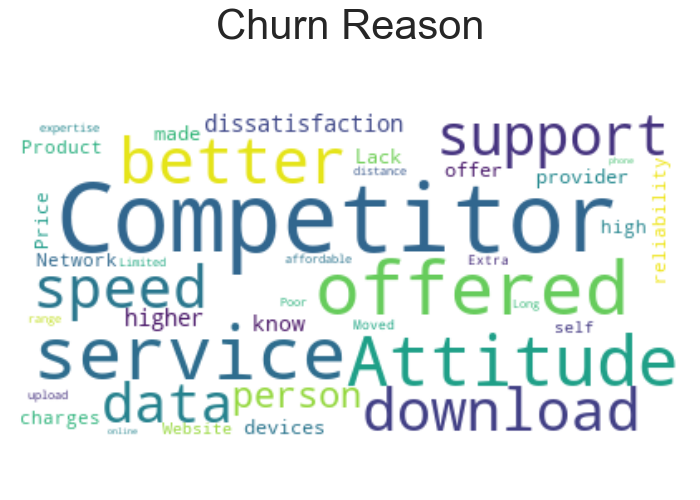 Churn Reason
expertise
made
dissatisfaction
support
Product
better
Lack
offer
provider
phone
distance
Competitor
reliability
Price
high
Network
Limited
affordable
Extra
speed
offered
Poor
Long
range
higher
know
Moved
self
service
Attitude
upload
data
person
download
charges
online
Website
devices